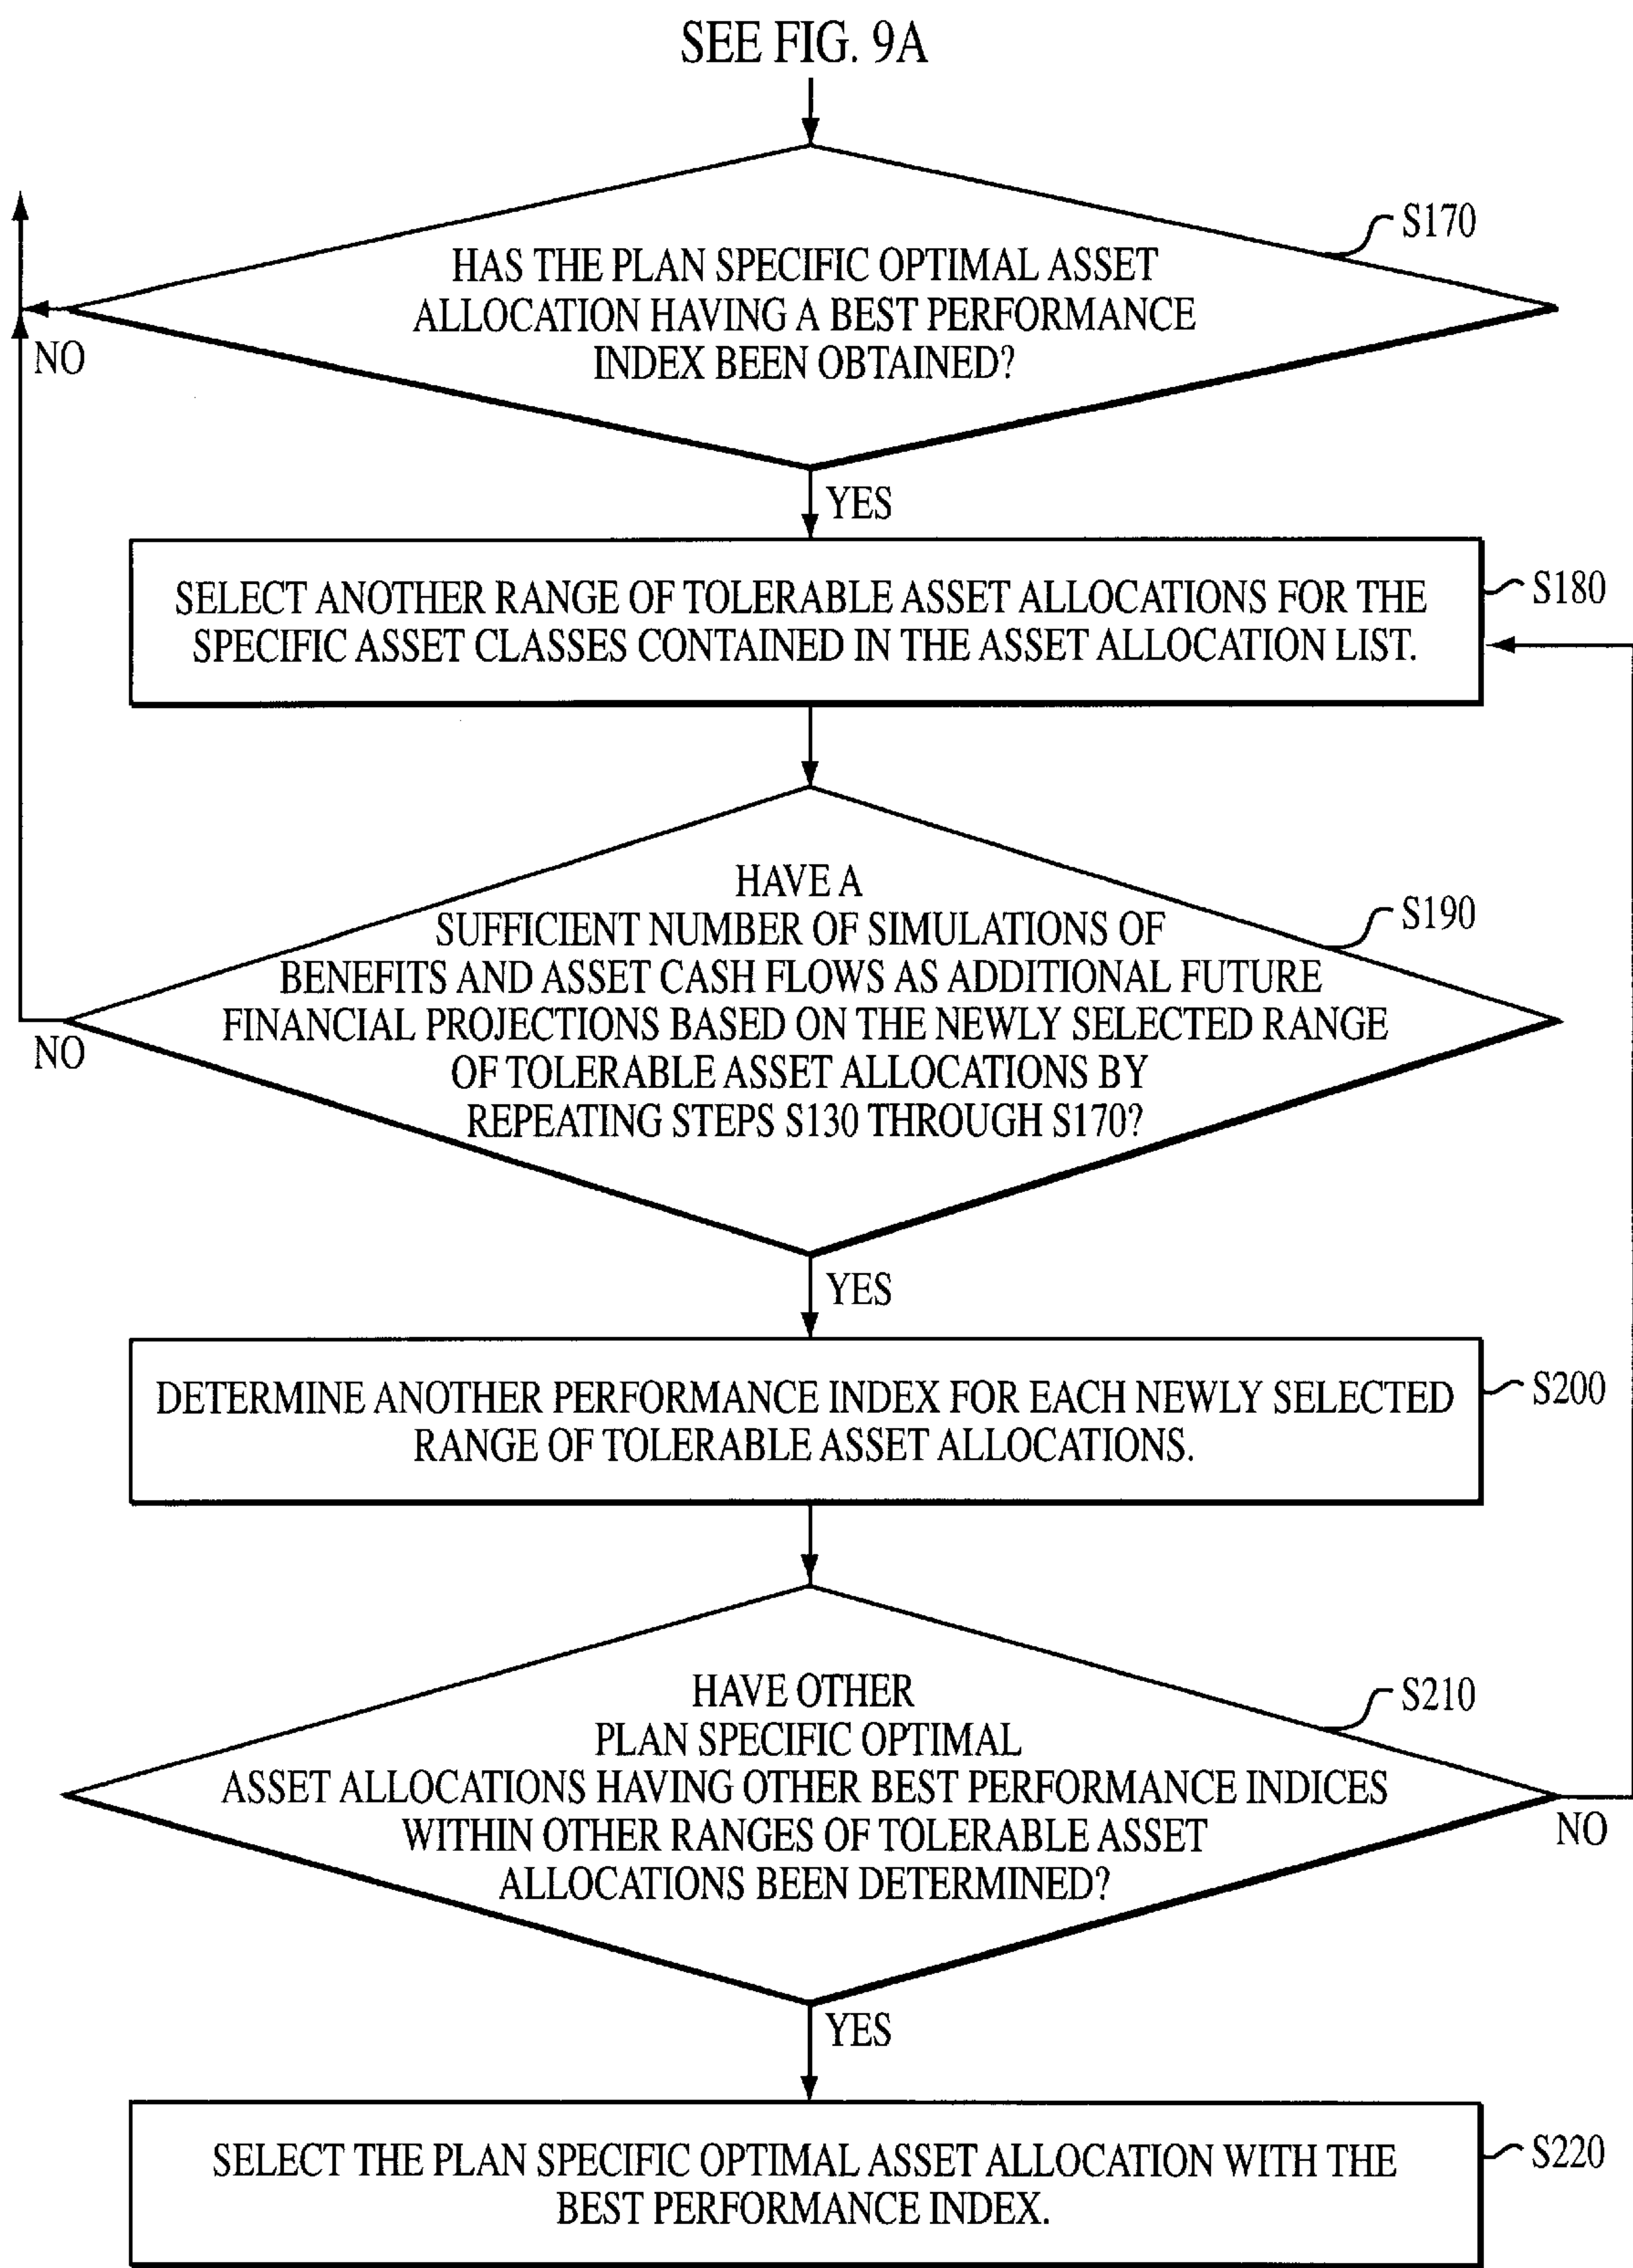 SEE FIG. 9A
S170
HAS THE PLAN SPECIFIC OPTIMAL ASSET
ALLOCATION HAVING A BEST PERFORMANCE
INDEX BEEN OBTAINED?
NO
YES
SELECT ANOTHER RANGE OF TOLERABLE ASSET ALLOCATIONS FOR THE
SPECIFIC ASSET CLASSES CONTAINED IN THE ASSET ALLOCATION LIST.
S180
HAVE A
SUFFICIENT NUMBER OF SIMULATIONS OF
BENEFITS AND ASSET CASH FLOWS AS ADDITIONAL FUTURE
FINANCIAL PROJECTIONS BASED ON THE NEWLY SELECTED RANGE
OF TOLERABLE ASSET ALLOCATIONS BY
REPEATING STEPS S130 THROUGH S170?
S190
NO
YES
DETERMINE ANOTHER PERFORMANCE INDEX FOR EACH NEWLY SELECTED
RANGE OF TOLERABLE ASSET ALLOCATIONS.
S200
HAVE OTHER
PLAN SPECIFIC OPTIMAL
ASSET ALLOCATIONS HAVING OTHER BEST PERFORMANCE INDICES
WITHIN OTHER RANGES OF TOLERABLE ASSET
ALLOCATIONS BEEN DETERMINED?
S210
NO
YES
SELECT THE PLAN SPECIFIC OPTIMAL ASSET ALLOCATION WITH THE
BEST PERFORMANCE INDEX.
S220